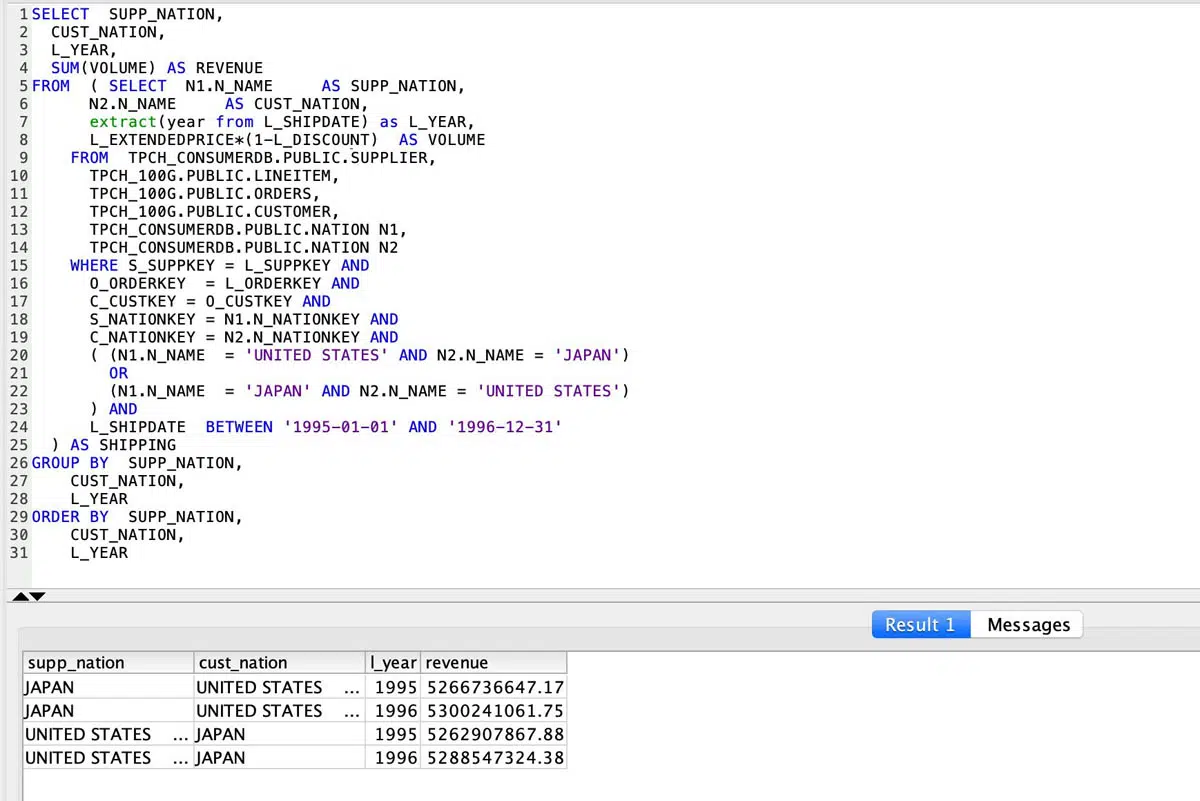 1 SELECT  SUPP_NATION,
2   CUST_NATION,
3   L_YEAR,
4   SUM(VOLUME) AS REVENUE
5 FROM  ( SELECT  N1.N_NAME     AS SUPP_NATION,
6       N2.N_NAME     AS CUST_NATION,
7       extract(year from L_SHIPDATE) as L_YEAR,
8       L_EXTENDEDPRICE*(1-L_DISCOUNT)  AS VOLUME
9     FROM  TPCH_CONSUMERDB.PUBLIC.SUPPLIER,
10       TPCH_100G.PUBLIC.LINEITEM,
11       TPCH_100G.PUBLIC.ORDERS,
12       TPCH_100G.PUBLIC.CUSTOMER,
13       TPCH_CONSUMERDB.PUBLIC.NATION N1,
14       TPCH_CONSUMERDB.PUBLIC.NATION N2
15     WHERE S_SUPPKEY = L_SUPPKEY AND
16       O_ORDERKEY  = L_ORDERKEY AND
17       C_CUSTKEY = O_CUSTKEY AND
18       S_NATIONKEY = N1.N_NATIONKEY AND
19       C_NATIONKEY = N2.N_NATIONKEY AND
20       ( (N1.N_NAME  = 'UNITED STATES' AND N2.N_NAME = 'JAPAN')
21         OR
22         (N1.N_NAME  = 'JAPAN' AND N2.N_NAME = 'UNITED STATES')
23       ) AND
24       L_SHIPDATE  BETWEEN '1995-01-01' AND '1996-12-31'
25   ) AS SHIPPING
26 GROUP BY  SUPP_NATION,
27     CUST_NATION,
28     L_YEAR
29 ORDER BY  SUPP_NATION,
30     CUST_NATION,
31     L_YEAR
Result 1 Messages
supp_nation cust_nation l_year revenue
JAPAN UNITED STATES ... 1995 5266736647.17
JAPAN UNITED STATES ... 1996 5300241061.75
UNITED STATES ... JAPAN 1995 5262907867.88
UNITED STATES ... JAPAN 1996 5288547324.38